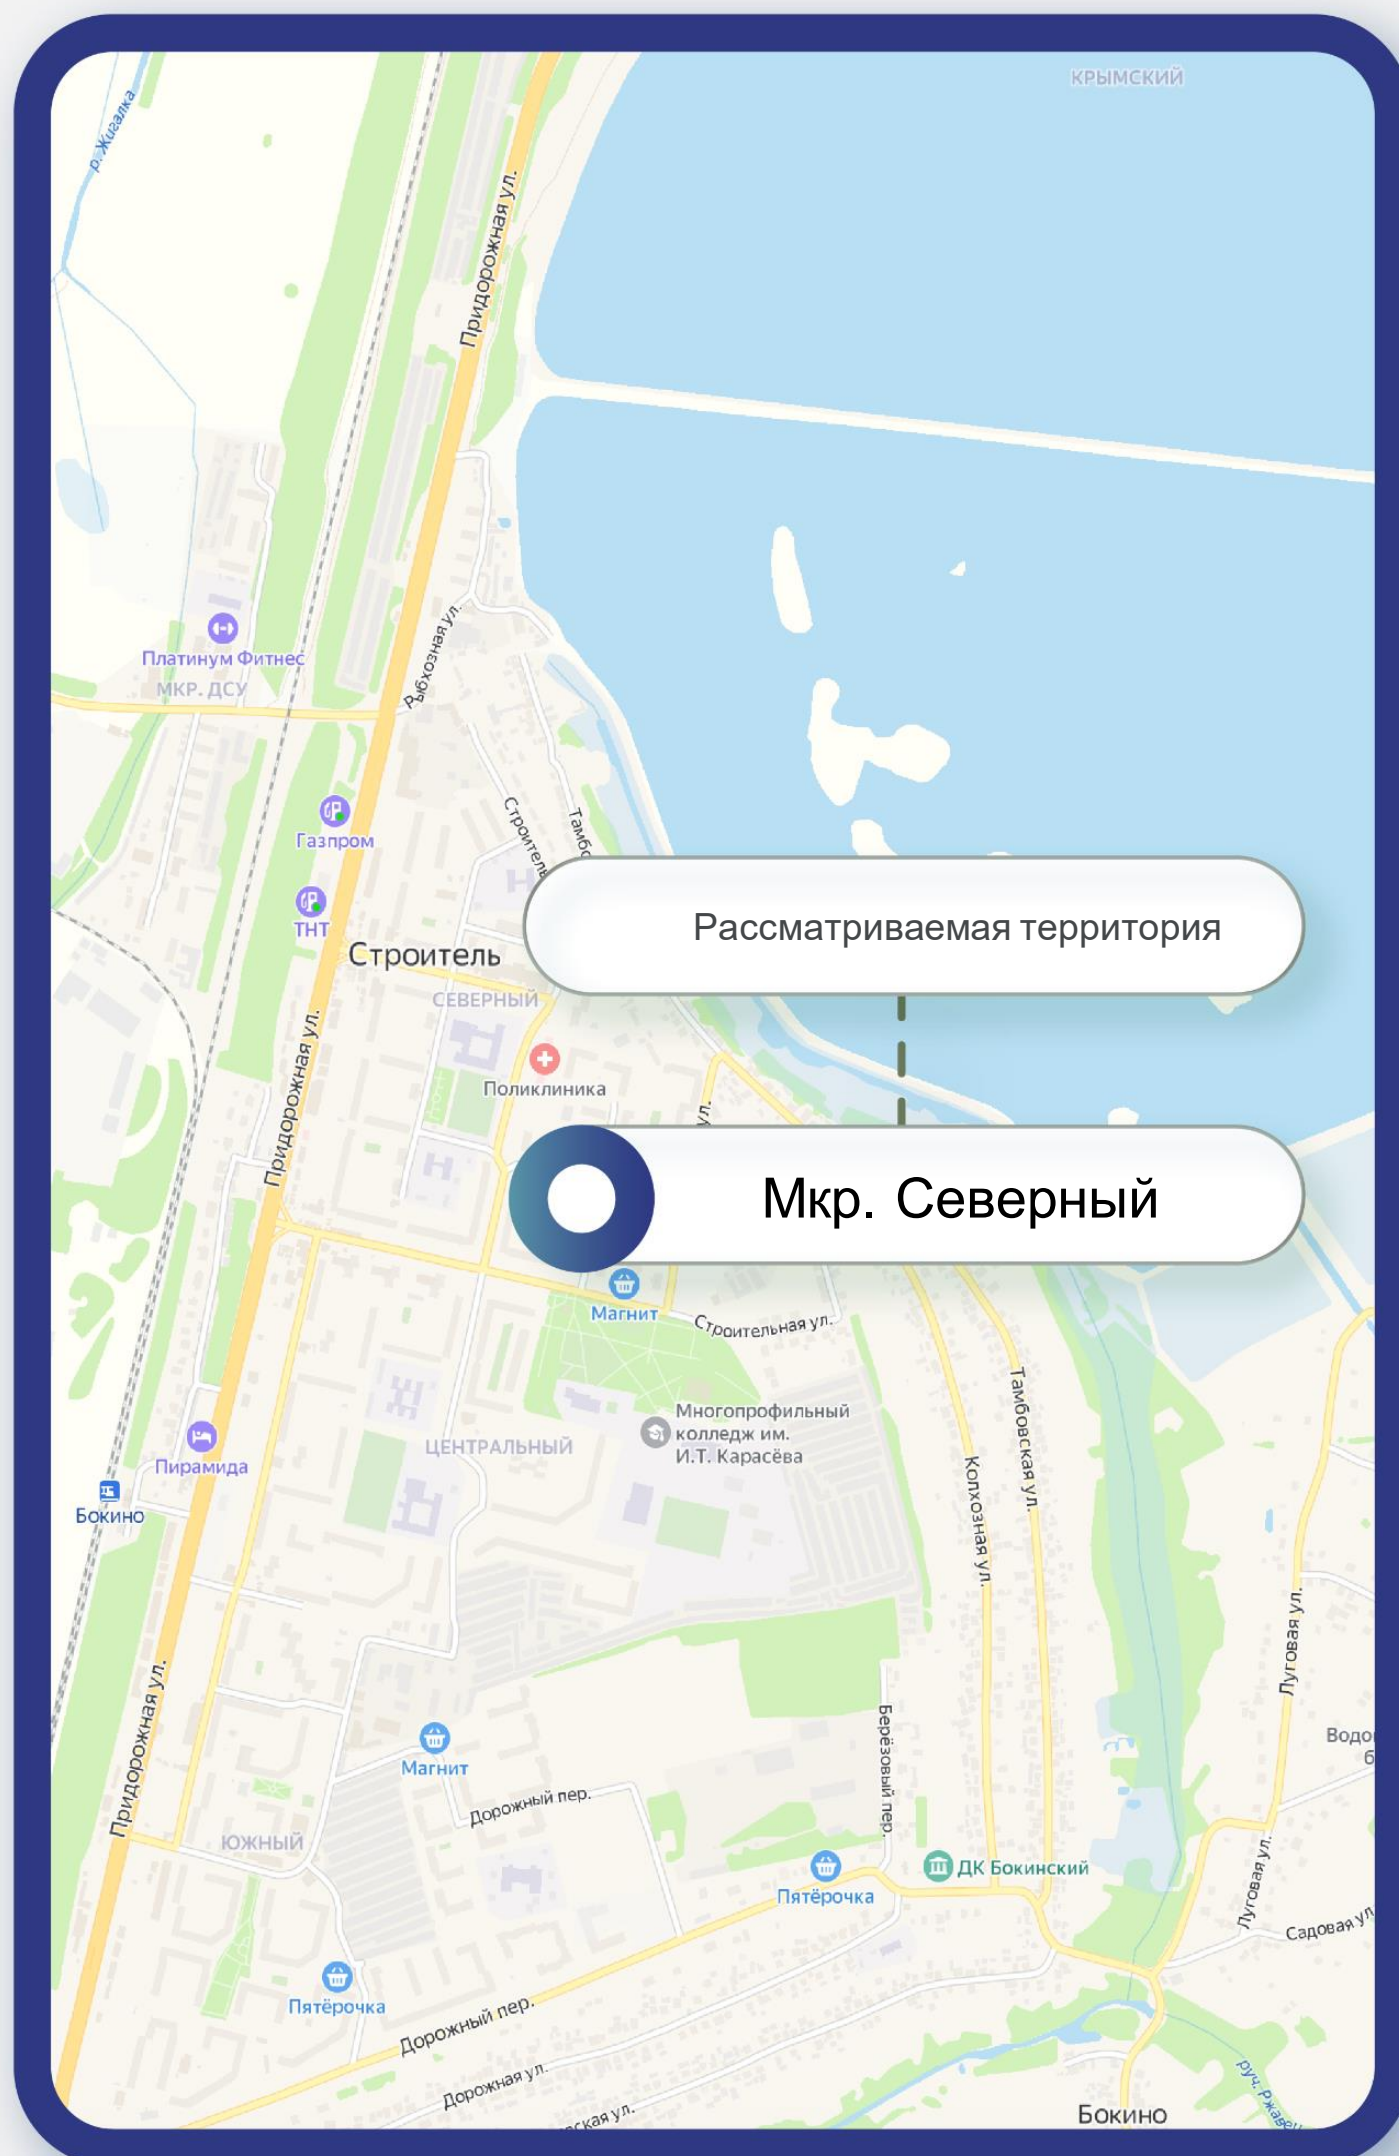 КРЫМСКИЙ
р. Жигалка
Придорожная ул.
Рыбхозная ул.
Платинум Фитнес
МКР. ДСУ
Газпром
ТНТ
Рассматриваемая территория
Строитель
СЕВЕРНЫЙ
Поликлиника
Придорожная ул.
ул.
Мкр. Северный
Магнит
Строительная ул.
Многопрофильный
колледж им.
И.Т. Карасёва
ЦЕНТРАЛЬНЫЙ
Тамбовская ул.
Колхозная ул.
Пирамида
Бокино
Луговая ул.
Придорожная ул.
Берёзовый пер.
Магнит
Дорожный пер.
ЮЖНЫЙ
ДК Бокинский
Пятёрочка
Луговая ул.
Садовая ул
Пятёрочка
Дорожный пер.
Дорожная ул.
Бокино